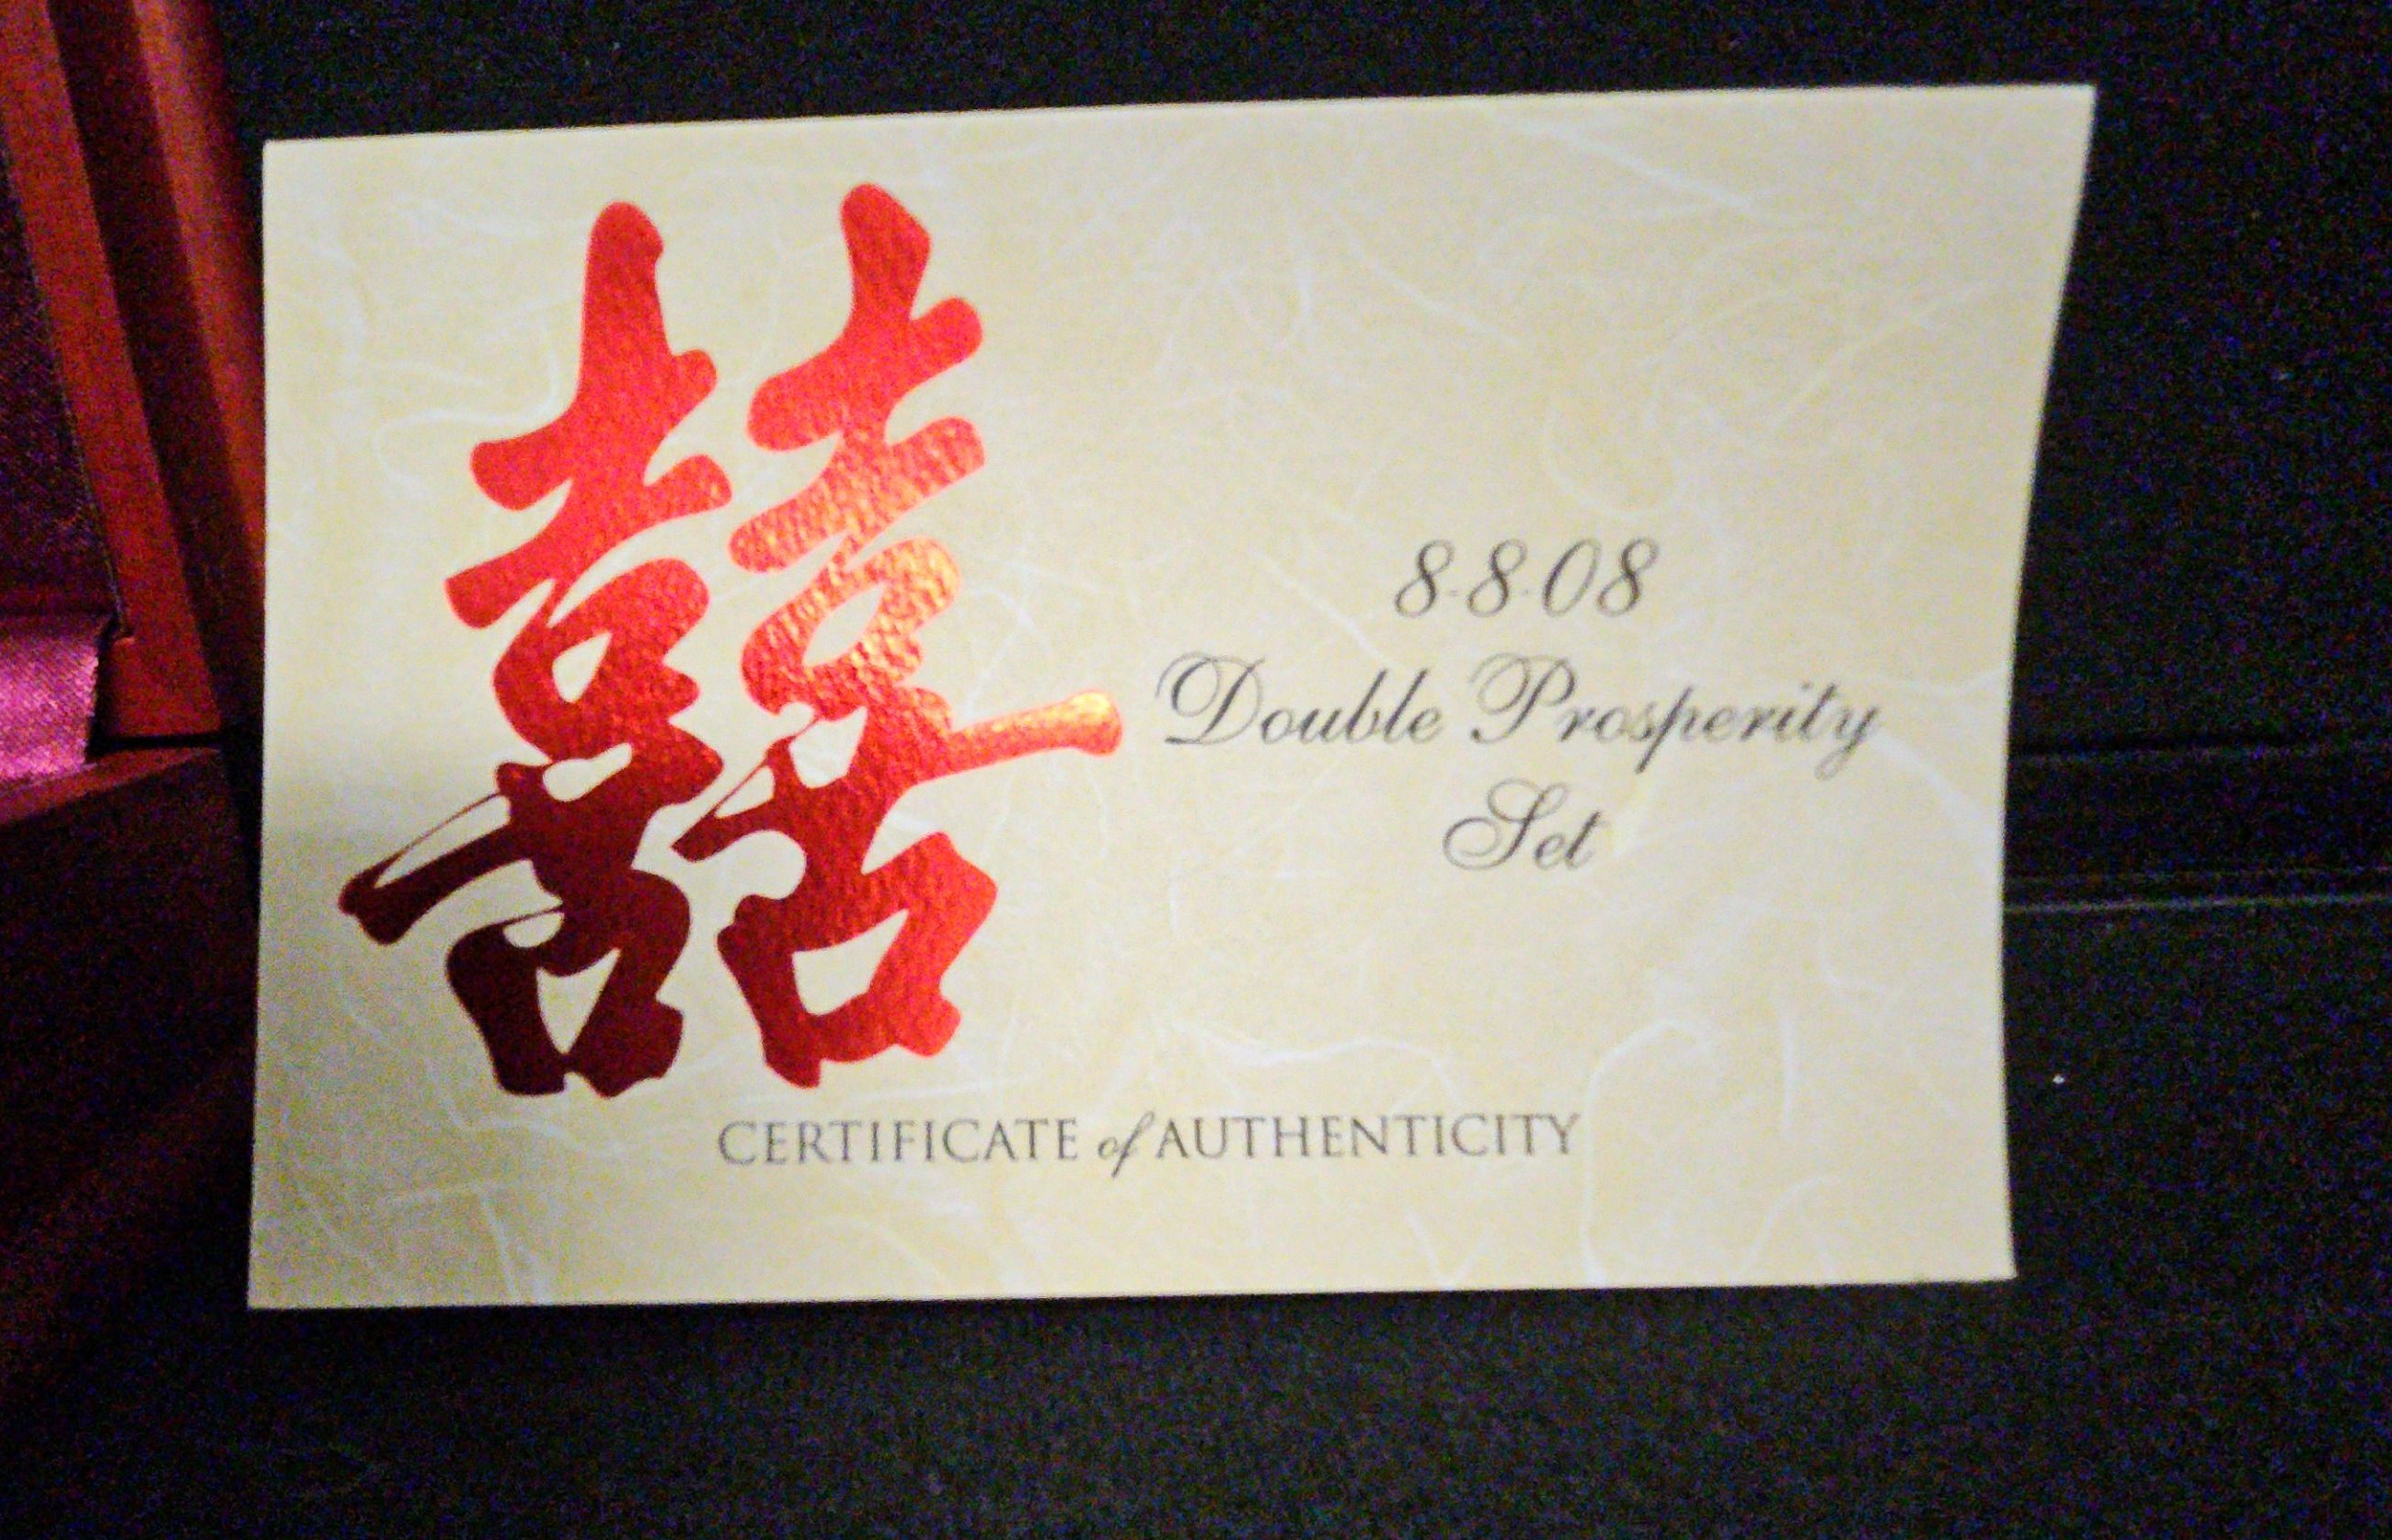 囍
8·8·08
Double Prosperity
Set
CERTIFICATE of AUTHENTICITY